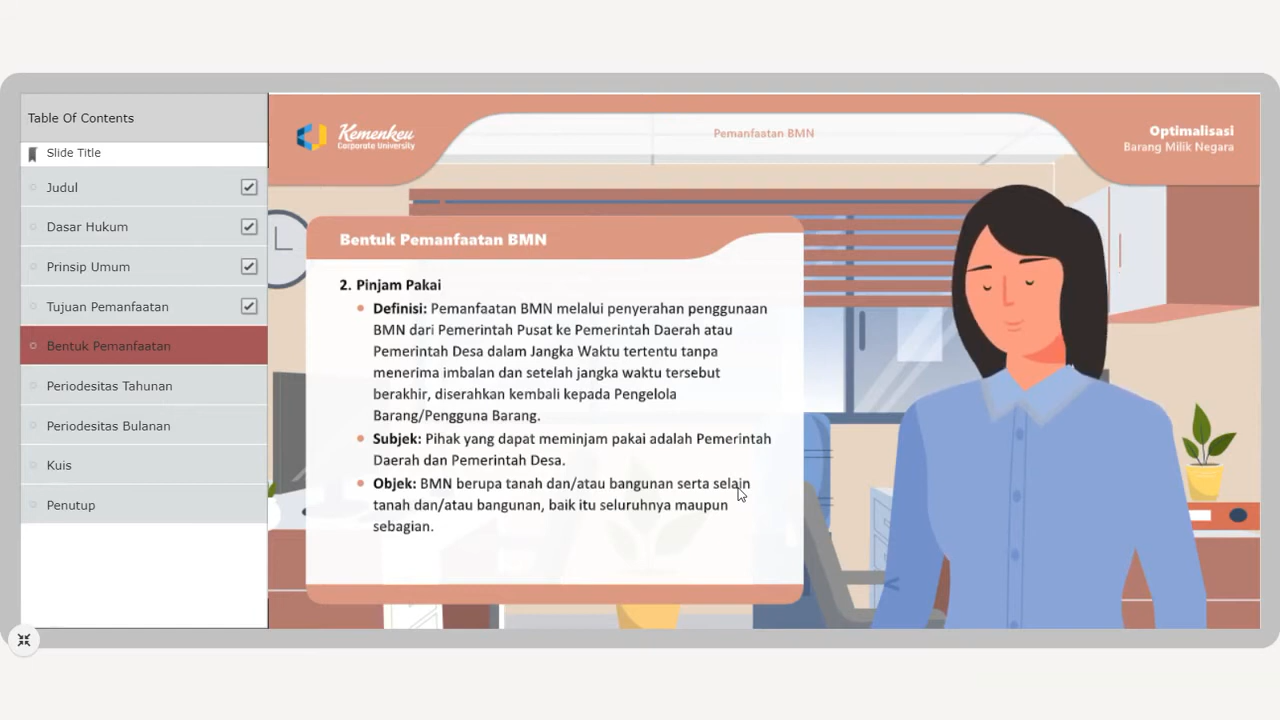 Table Of Contents
Slide Title
Judul
Dasar Hukum
Prinsip Umum
Tujuan Pemanfaatan
Bentuk Pemanfaatan
Periodesitas Tahunan
Periodesitas Bulanan
Kuis
Penutup
Kemenkeu
Corporate University
Pemanfaatan BMN
Optimalisasi
Barang Milik Negara
Bentuk Pemanfaatan BMN
2. Pinjam Pakai
Definisi: Pemanfaatan BMN melalui penyerahan penggunaan
BMN dari Pemerintah Pusat ke Pemerintah Daerah atau
Pemerintah Desa dalam Jangka Waktu tertentu tanpa
menerima imbalan dan setelah jangka waktu tersebut
berakhir, diserahkan kembali kepada Pengelola
Barang/Pengguna Barang.
Subjek: Pihak yang dapat meminjam pakai adalah Pemerintah
Daerah dan Pemerintah Desa.
Objek: BMN berupa tanah dan/atau bangunan serta selain
tanah dan/atau bangunan, baik itu seluruhnya maupun
sebagian.